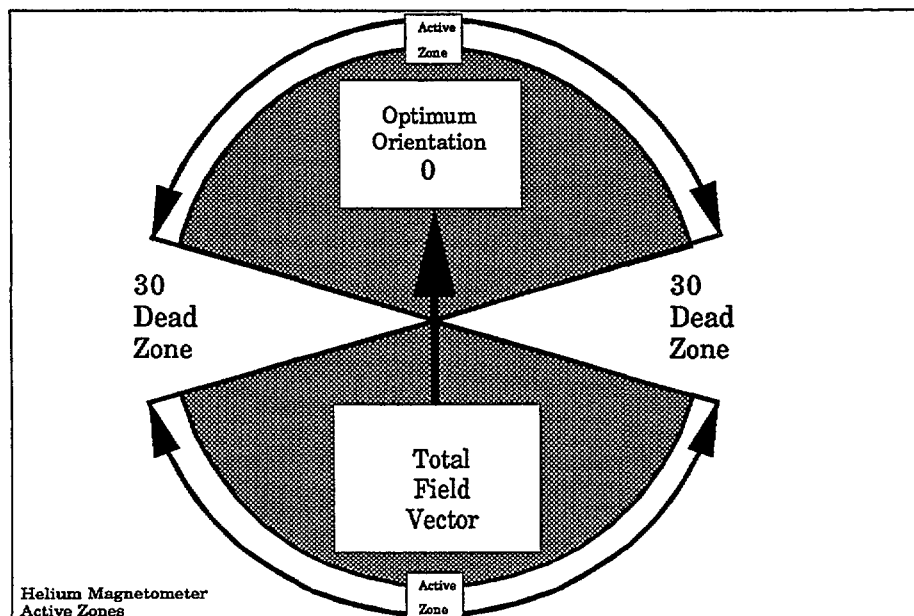 Active
Zone
Optimum
Orientation
0
30
Dead
Zone
30
Dead
Zone
Total
Field
Vector
Active
Zone
Helium Magnetometer
Active Zones